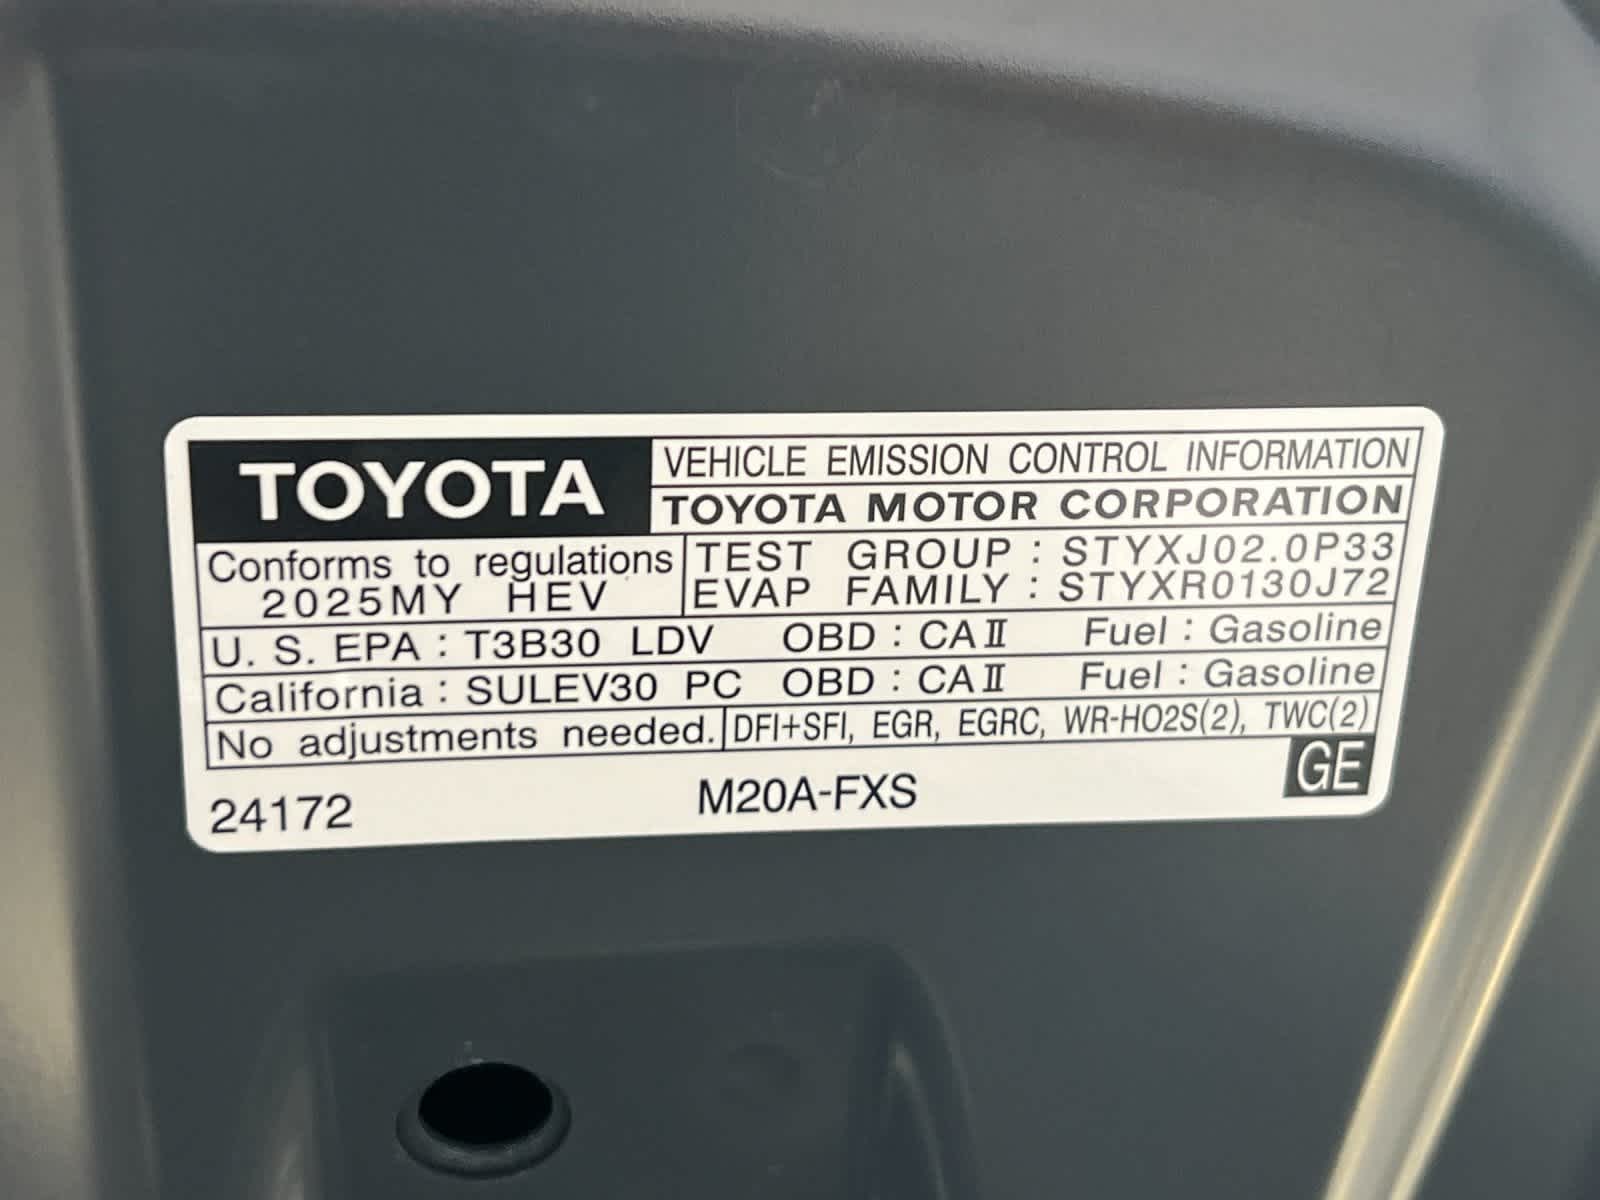 TOYOTA
VEHICLE EMISSION CONTROL INFORMATION
TOYOTA MOTOR CORPORATION
Conforms to regulations
2025MY HEV
TEST GROUP : STYXJ02.0P33
EVAP FAMILY : STYXR0130J72
U. S. EPA : T3B30 LDV OBD : CAⅡ Fuel : Gasoline
California : SULEV30 PC OBD : CAⅡ Fuel : Gasoline
No adjustments needed. DFI+SFI, EGR, EGRC, WR-HO2S(2), TWC(2)
24172 M20A-FXS GE